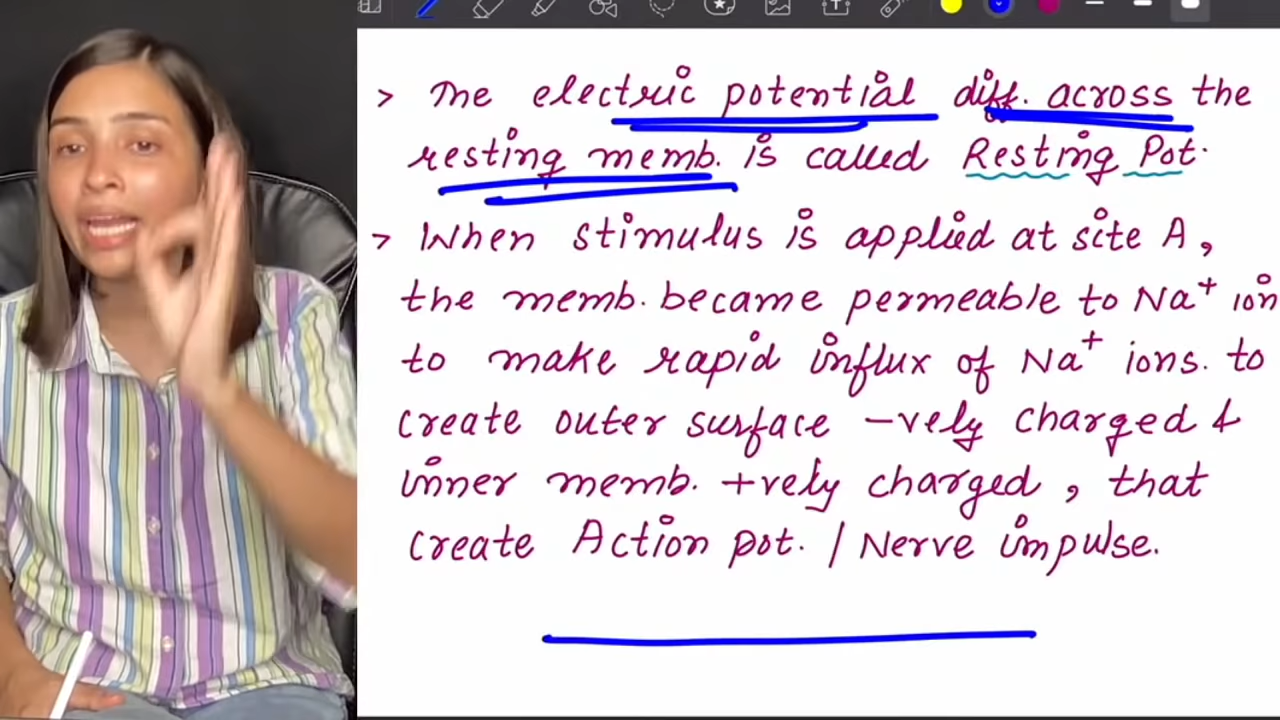 > The electric potential diff. across the
resting memb. is called Resting Pot.
> When stimulus is applied at site A,
the memb. became permeable to Na⁺ ion
to make rapid influx of Na⁺ ions. to
create outer surface -vely charged &
inner memb. +vely charged, that
create Action pot. / Nerve impulse.